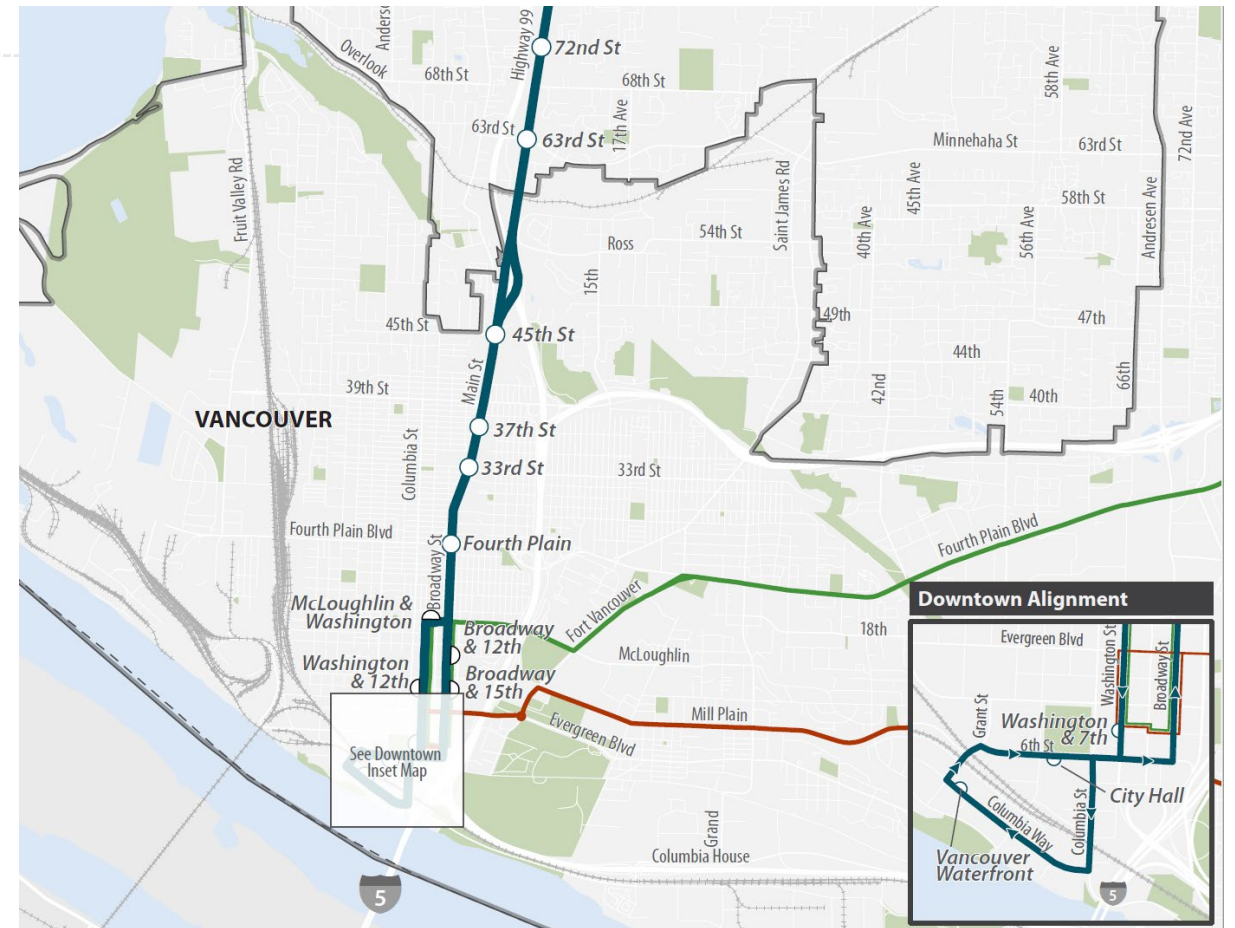 Anderso
Overlook
Highway 99
72nd St
68th St
68th St
17th Ave
58th Ave
63rd St
63rd St
Minnehaha St
63rd St
72nd Ave
Fruit Valley Rd
45th Ave
58th St
Saint James Rd
40th Ave
56th Ave
Andresen Ave
Ross
54th St
15th
45th St
45th St
49th
47th
44th
Main St
39th St
42nd
54th
40th
66th
VANCOUVER
Columbia St
37th St
33rd St
33rd St
Fourth Plain Blvd
Broadway St
Fourth Plain
Fourth Plain Blvd
McLoughlin &
Washington
Fort Vancouver
Broadway
& 12th
18th
McLoughlin
Washington
& 12th
Broadway
& 15th
Mill Plain
Evergreen Blvd
See Downtown
Inset Map
Grand
Columbia House
5
Downtown Alignment
Evergreen Blvd
Washington St
Broadway St
Grant St
Washington
& 7th
6th St
City Hall
Columbia St
Columbia Way
Vancouver
Waterfront
5